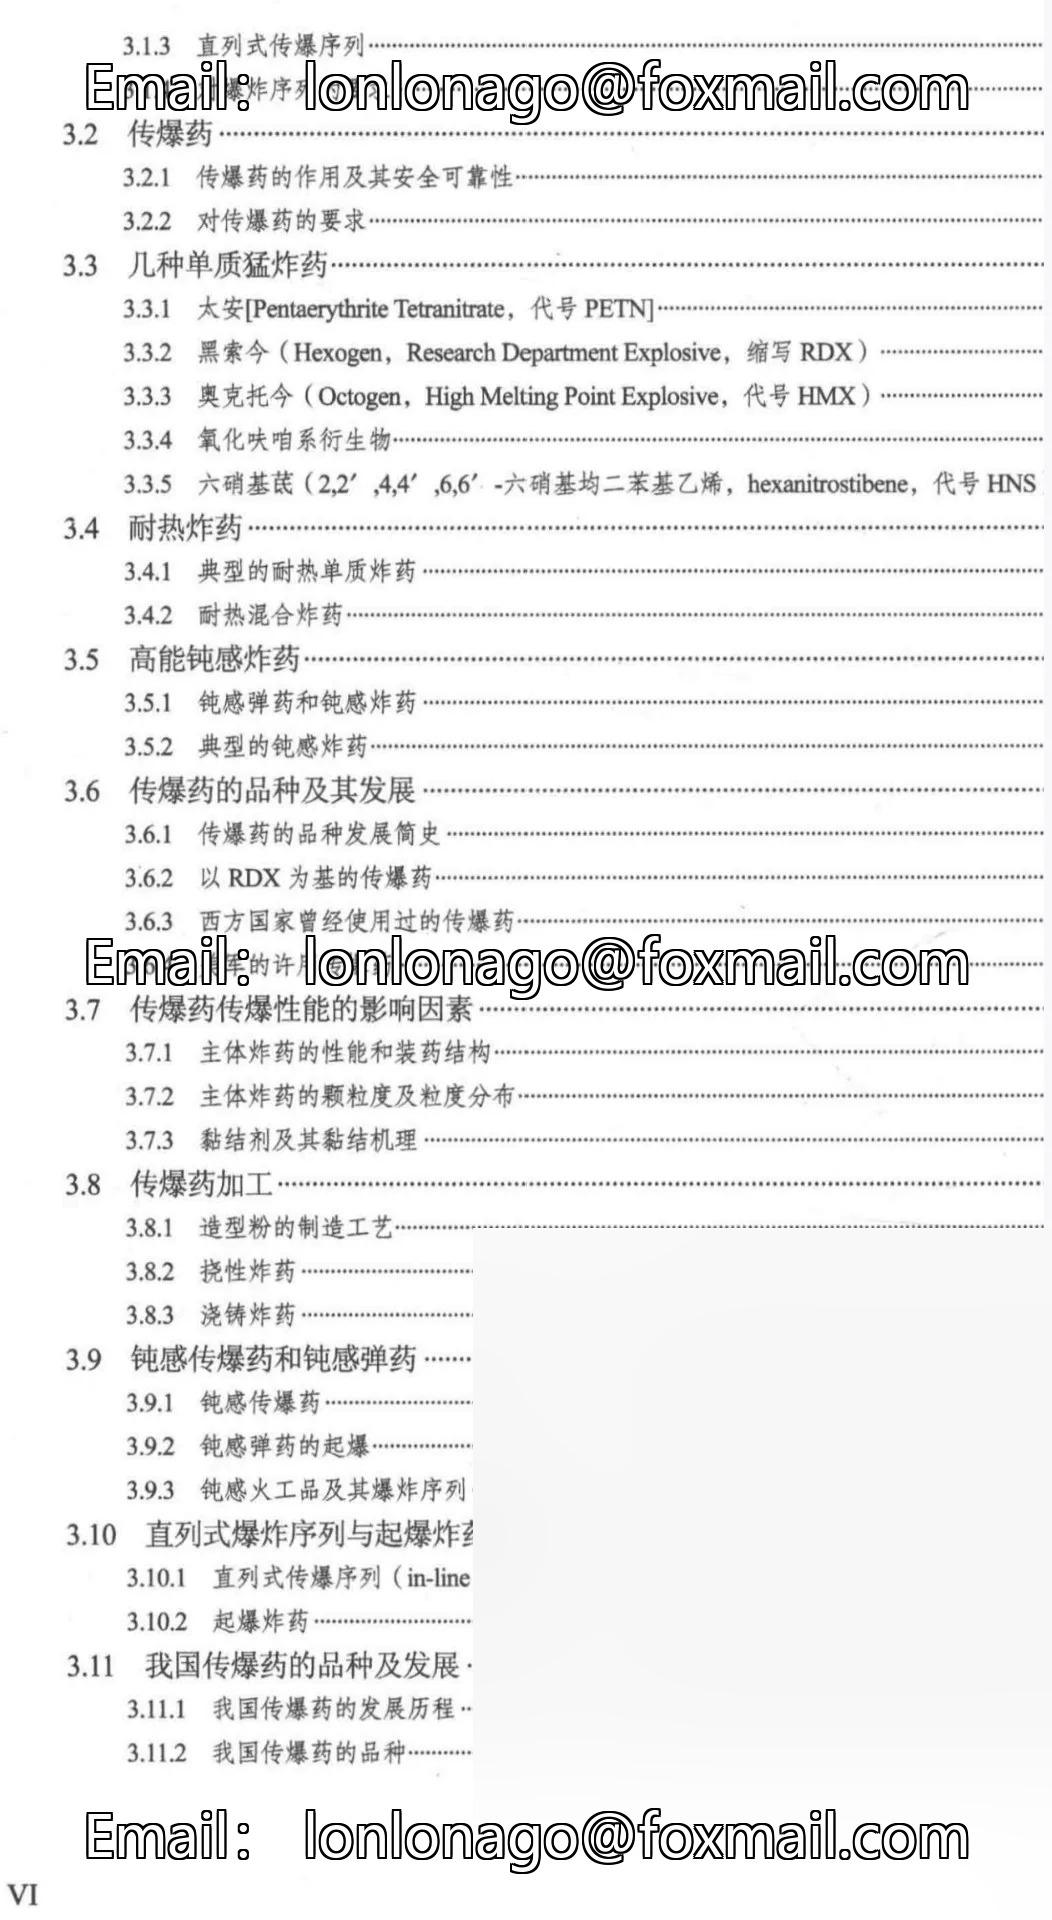 3.1.3 直列式传爆序列
Email： lonlonago@foxmail.com
3.2 传爆药
3.2.1 传爆药的作用及其安全可靠性
3.2.2 对传爆药的要求
3.3 几种单质猛炸药
3.3.1 太安[Pentaerythrite Tetranitrate，代号 PETN]
3.3.2 黑索今（Hexogen，Research Department Explosive，缩写 RDX）
3.3.3 奥克托今（Octogen，High Melting Point Explosive，代号 HMX）
3.3.4 氧化呋咱系衍生物
3.3.5 六硝基茋（2,2′,4,4′,6,6′-六硝基均二苯基乙烯，hexanitrostibene，代号 HNS
3.4 耐热炸药
3.4.1 典型的耐热单质炸药
3.4.2 耐热混合炸药
3.5 高能钝感炸药
3.5.1 钝感弹药和钝感炸药
3.5.2 典型的钝感炸药
3.6 传爆药的品种及其发展
3.6.1 传爆药的品种发展简史
3.6.2 以 RDX 为基的传爆药
3.6.3 西方国家曾经使用过的传爆药
Email： lonlonago@foxmail.com
3.7 传爆药传爆性能的影响因素
3.7.1 主体炸药的性能和装药结构
3.7.2 主体炸药的颗粒度及粒度分布
3.7.3 黏结剂及其黏结机理
3.8 传爆药加工
3.8.1 造型粉的制造工艺
3.8.2 挠性炸药
3.8.3 浇铸炸药
3.9 钝感传爆药和钝感弹药
3.9.1 钝感传爆药
3.9.2 钝感弹药的起爆
3.9.3 钝感火工品及其爆炸序列
3.10 直列式爆炸序列与起爆炸药
3.10.1 直列式传爆序列（in-line
3.10.2 起爆炸药
3.11 我国传爆药的品种及发展
3.11.1 我国传爆药的发展历程
3.11.2 我国传爆药的品种
Email： lonlonago@foxmail.com
VI